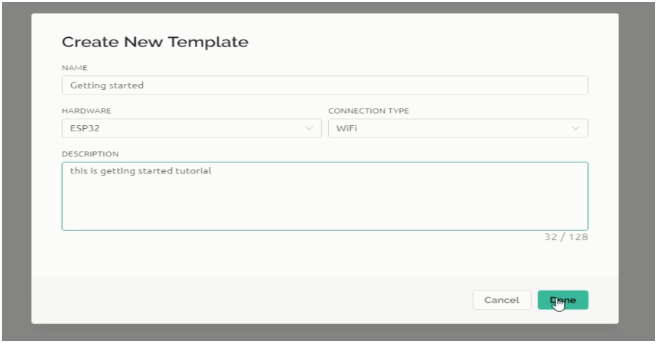 Create New Template
NAME
Getting started
HARDWARE
CONNECTION TYPE
ESP32
WIFI
DESCRIPTION
this is getting started tutorial
32 / 128
Cancel
Done